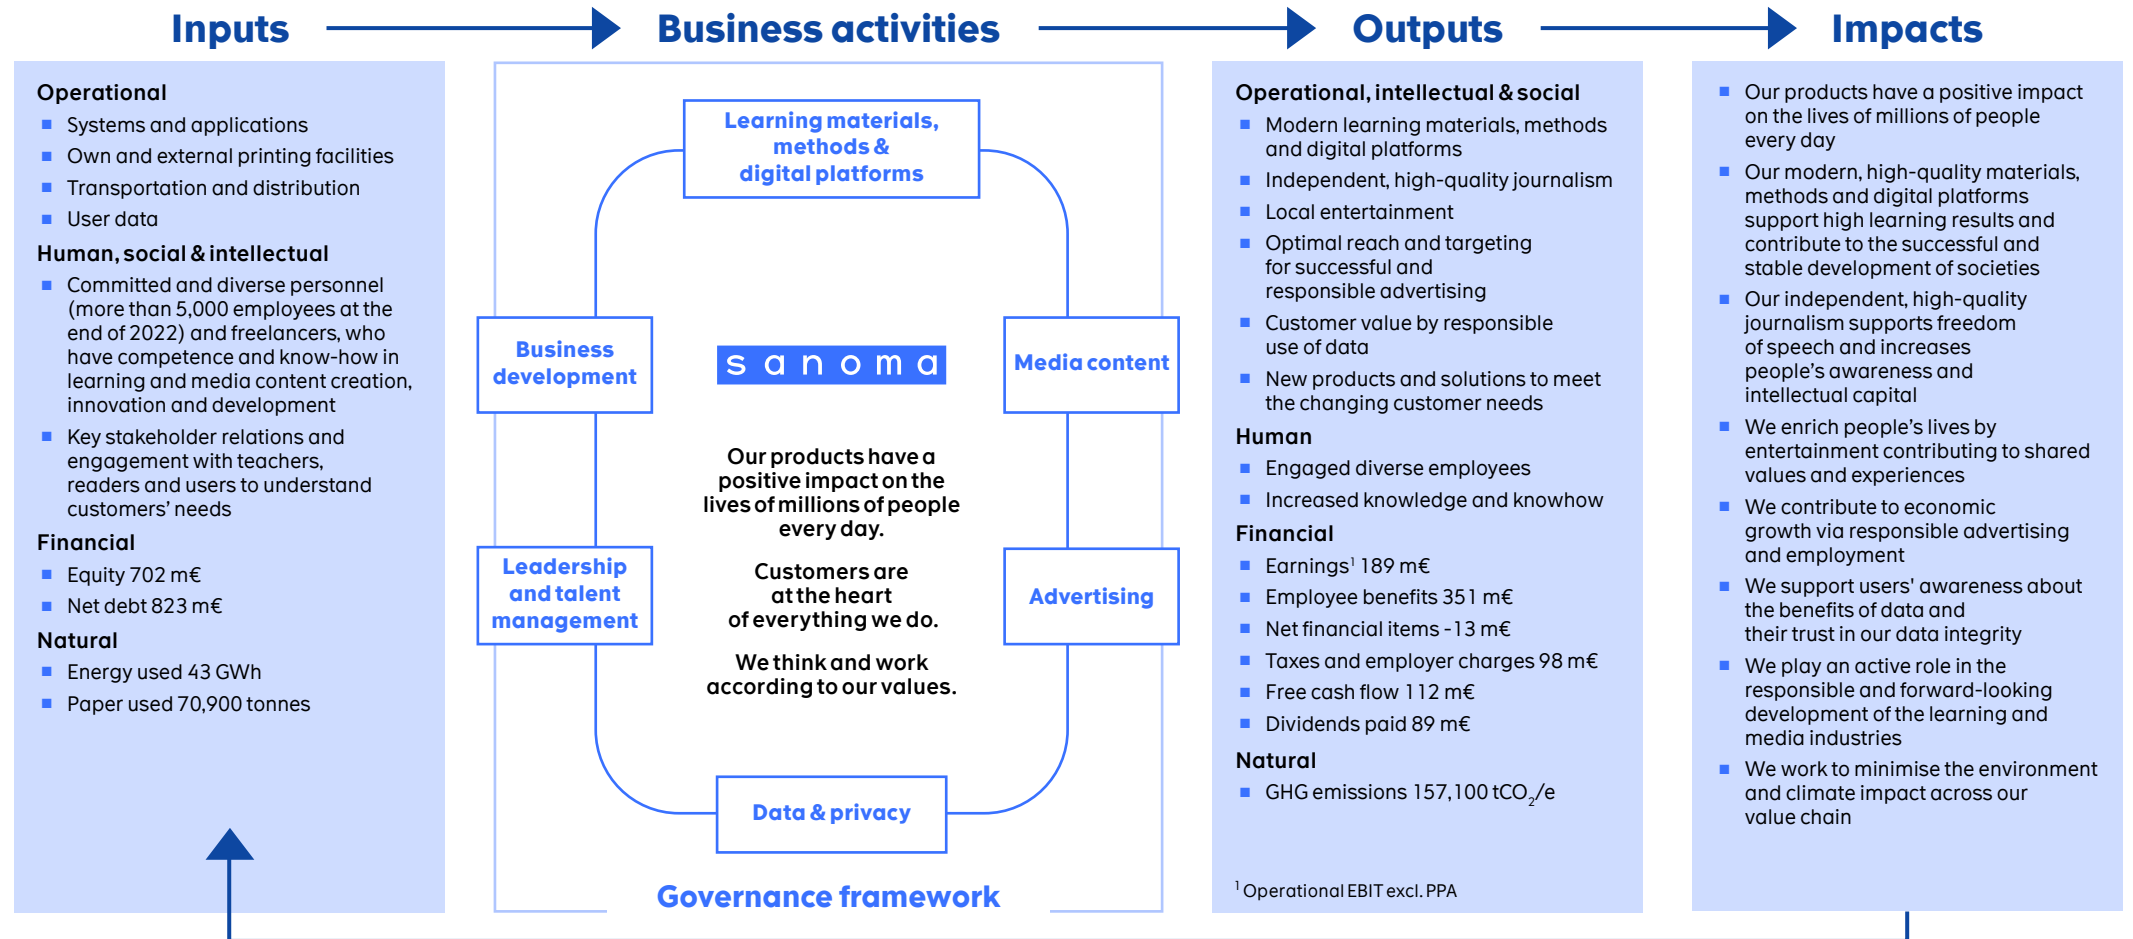 Inputs
Business activities
Outputs
Impacts
Operational
Systems and applications
Own and external printing facilities
Transportation and distribution
User data
Human, social & intellectual
Committed and diverse personnel
(more than 5,000 employees at the
end of 2022) and freelancers, who
have competence and know-how in
learning and media content creation,
innovation and development
Key stakeholder relations and
engagement with teachers,
readers and users to understand
customers’ needs
Financial
Equity 702 m€
Net debt 823 m€
Natural
Energy used 43 GWh
Paper used 70,900 tonnes
Learning materials,
methods &
digital platforms
Business
development
sanoma
Media content
Our products have a
positive impact on the
lives of millions of people
every day.
Customers are
at the heart
of everything we do.
We think and work
according to our values.
Leadership
and talent
management
Advertising
Data & privacy
Governance framework
Operational, intellectual & social
Modern learning materials, methods
and digital platforms
Independent, high-quality journalism
Local entertainment
Optimal reach and targeting
for successful and
responsible advertising
Customer value by responsible
use of data
New products and solutions to meet
the changing customer needs
Human
Engaged diverse employees
Increased knowledge and knowhow
Financial
Earnings¹ 189 m€
Employee benefits 351 m€
Net financial items -13 m€
Taxes and employer charges 98 m€
Free cash flow 112 m€
Dividends paid 89 m€
Natural
GHG emissions 157,100 tCO₂/e
¹ Operational EBIT excl. PPA
Our products have a positive impact
on the lives of millions of people
every day
Our modern, high-quality materials,
methods and digital platforms
support high learning results and
contribute to the successful and
stable development of societies
Our independent, high-quality
journalism supports freedom
of speech and increases
people’s awareness and
intellectual capital
We enrich people’s lives by
entertainment contributing to shared
values and experiences
We contribute to economic
growth via responsible advertising
and employment
We support users' awareness about
the benefits of data and
their trust in our data integrity
We play an active role in the
responsible and forward-looking
development of the learning and
media industries
We work to minimise the environment
and climate impact across our
value chain